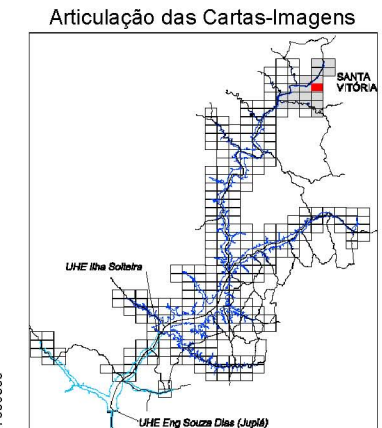 Articulação das Cartas-Imagens
SANTA
VITÓRIA
UHE Ilha Solteira
UHE Eng Souza Dias (Jupiá)